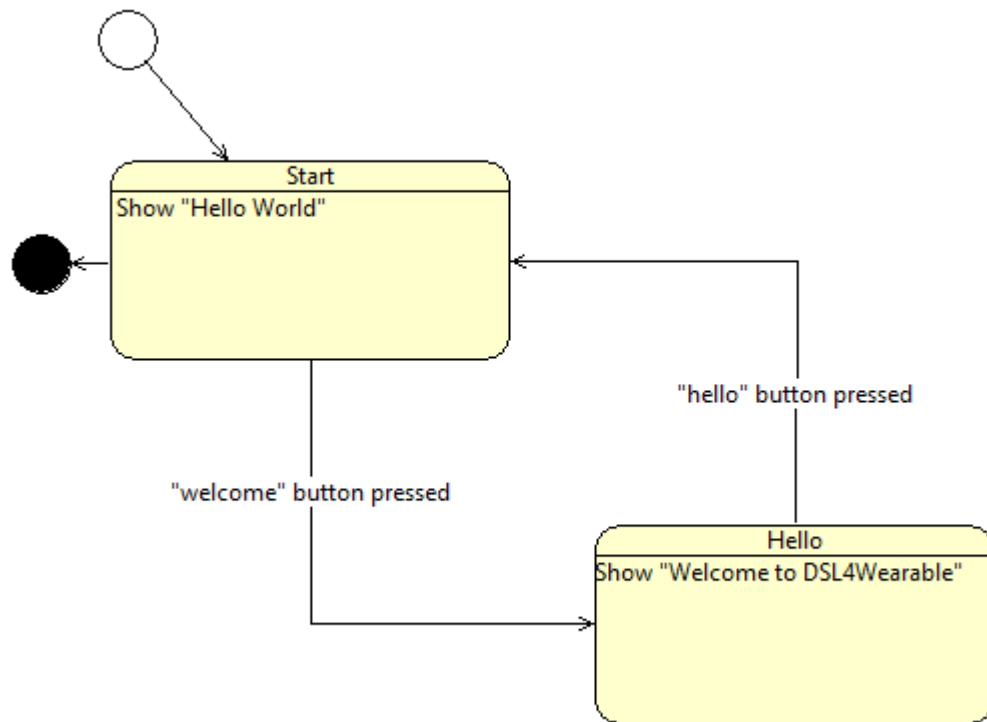 Start
Show "Hello World"
"hello" button pressed
"welcome" button pressed
Hello
Show "Welcome to DSL4Wearable"